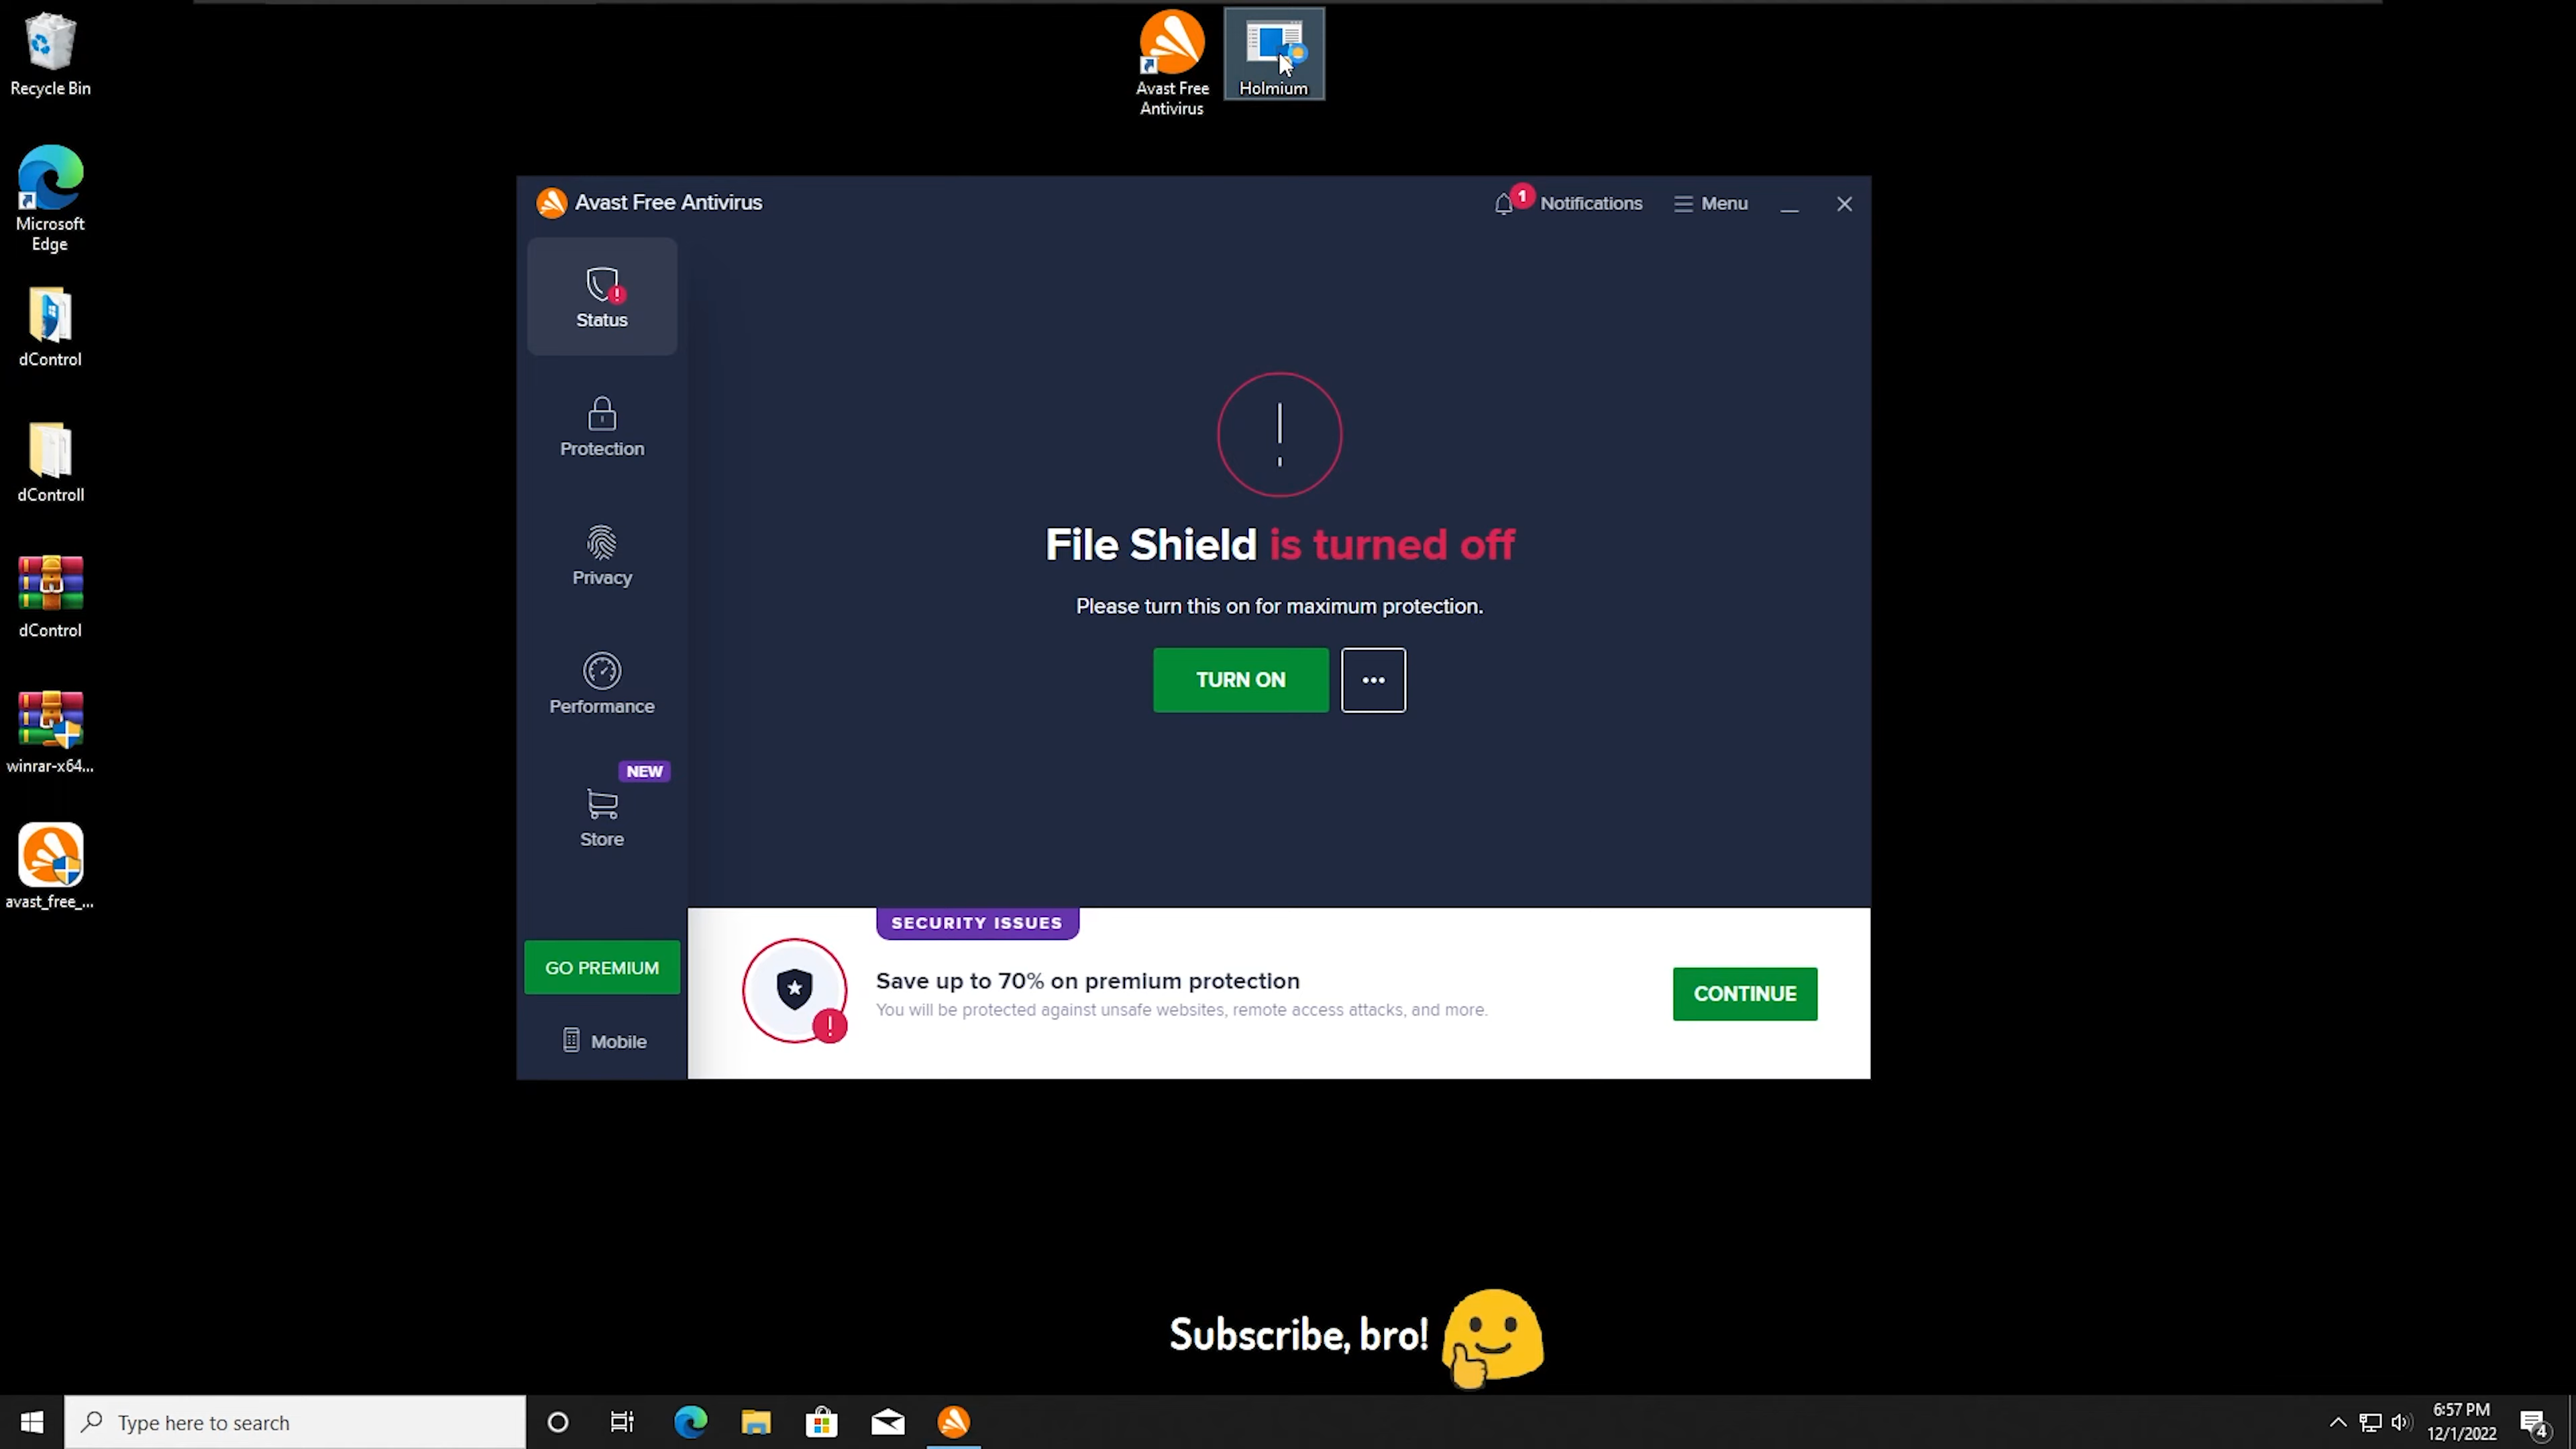 Recycle Bin
Microsoft
Edge
dControl
dControll
dControl
winrar-x64...
avast_free_...
Avast Free
Antivirus
Holmium
Avast Free Antivirus
1
Notifications
Menu
Status
Protection
Privacy
Performance
NEW
Store
GO PREMIUM
Mobile
File Shield is turned off
Please turn this on for maximum protection.
TURN ON
SECURITY ISSUES
Save up to 70% on premium protection
You will be protected against unsafe websites, remote access attacks, and more.
CONTINUE
Subscribe, bro!
Type here to search
6:57 PM
12/1/2022
4